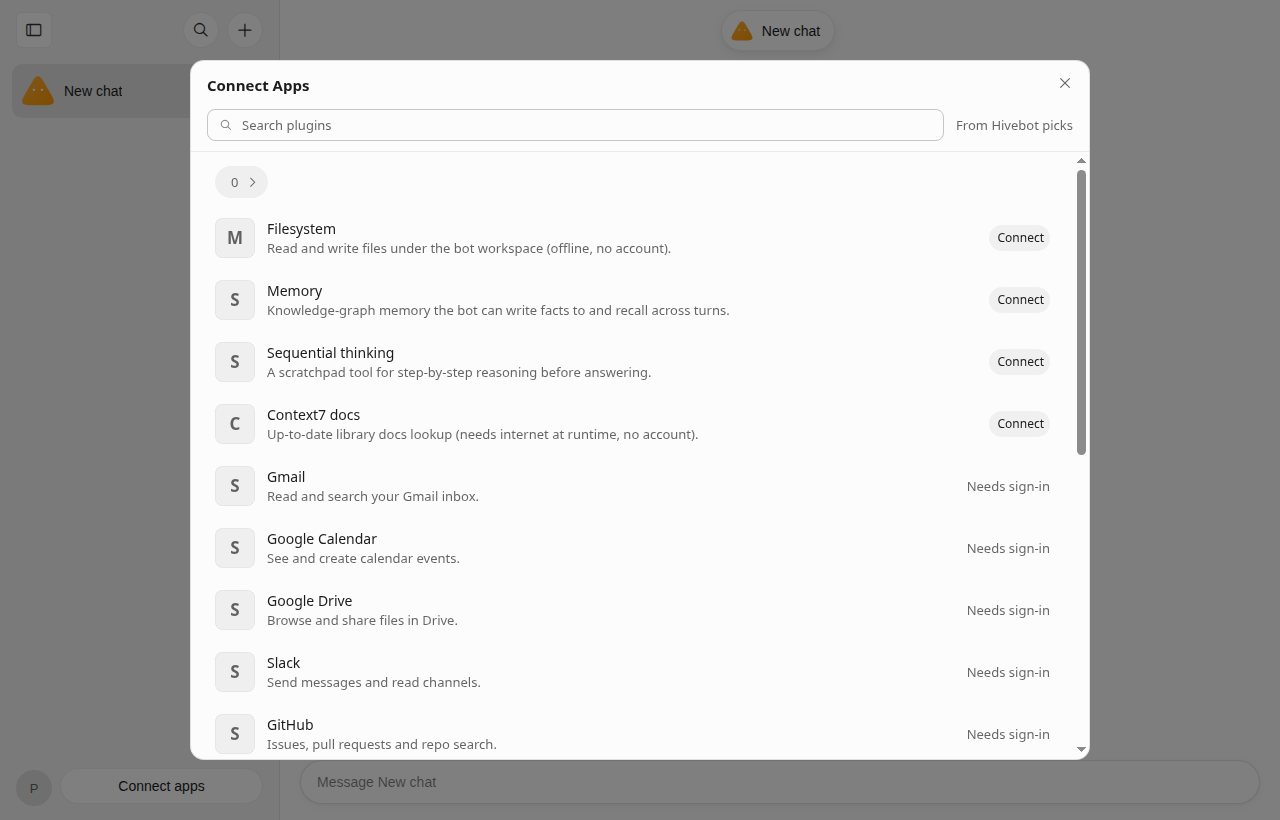 New chat
New chat
Connect Apps
Search plugins
From Hivebot picks
0
M
Filesystem
Read and write files under the bot workspace (offline, no account).
Connect
S
Memory
Knowledge-graph memory the bot can write facts to and recall across turns.
Connect
S
Sequential thinking
A scratchpad tool for step-by-step reasoning before answering.
Connect
C
Context7 docs
Up-to-date library docs lookup (needs internet at runtime, no account).
Connect
S
Gmail
Read and search your Gmail inbox.
Needs sign-in
S
Google Calendar
See and create calendar events.
Needs sign-in
S
Google Drive
Browse and share files in Drive.
Needs sign-in
S
Slack
Send messages and read channels.
Needs sign-in
S
GitHub
Issues, pull requests and repo search.
Needs sign-in
P
Connect apps
Message New chat